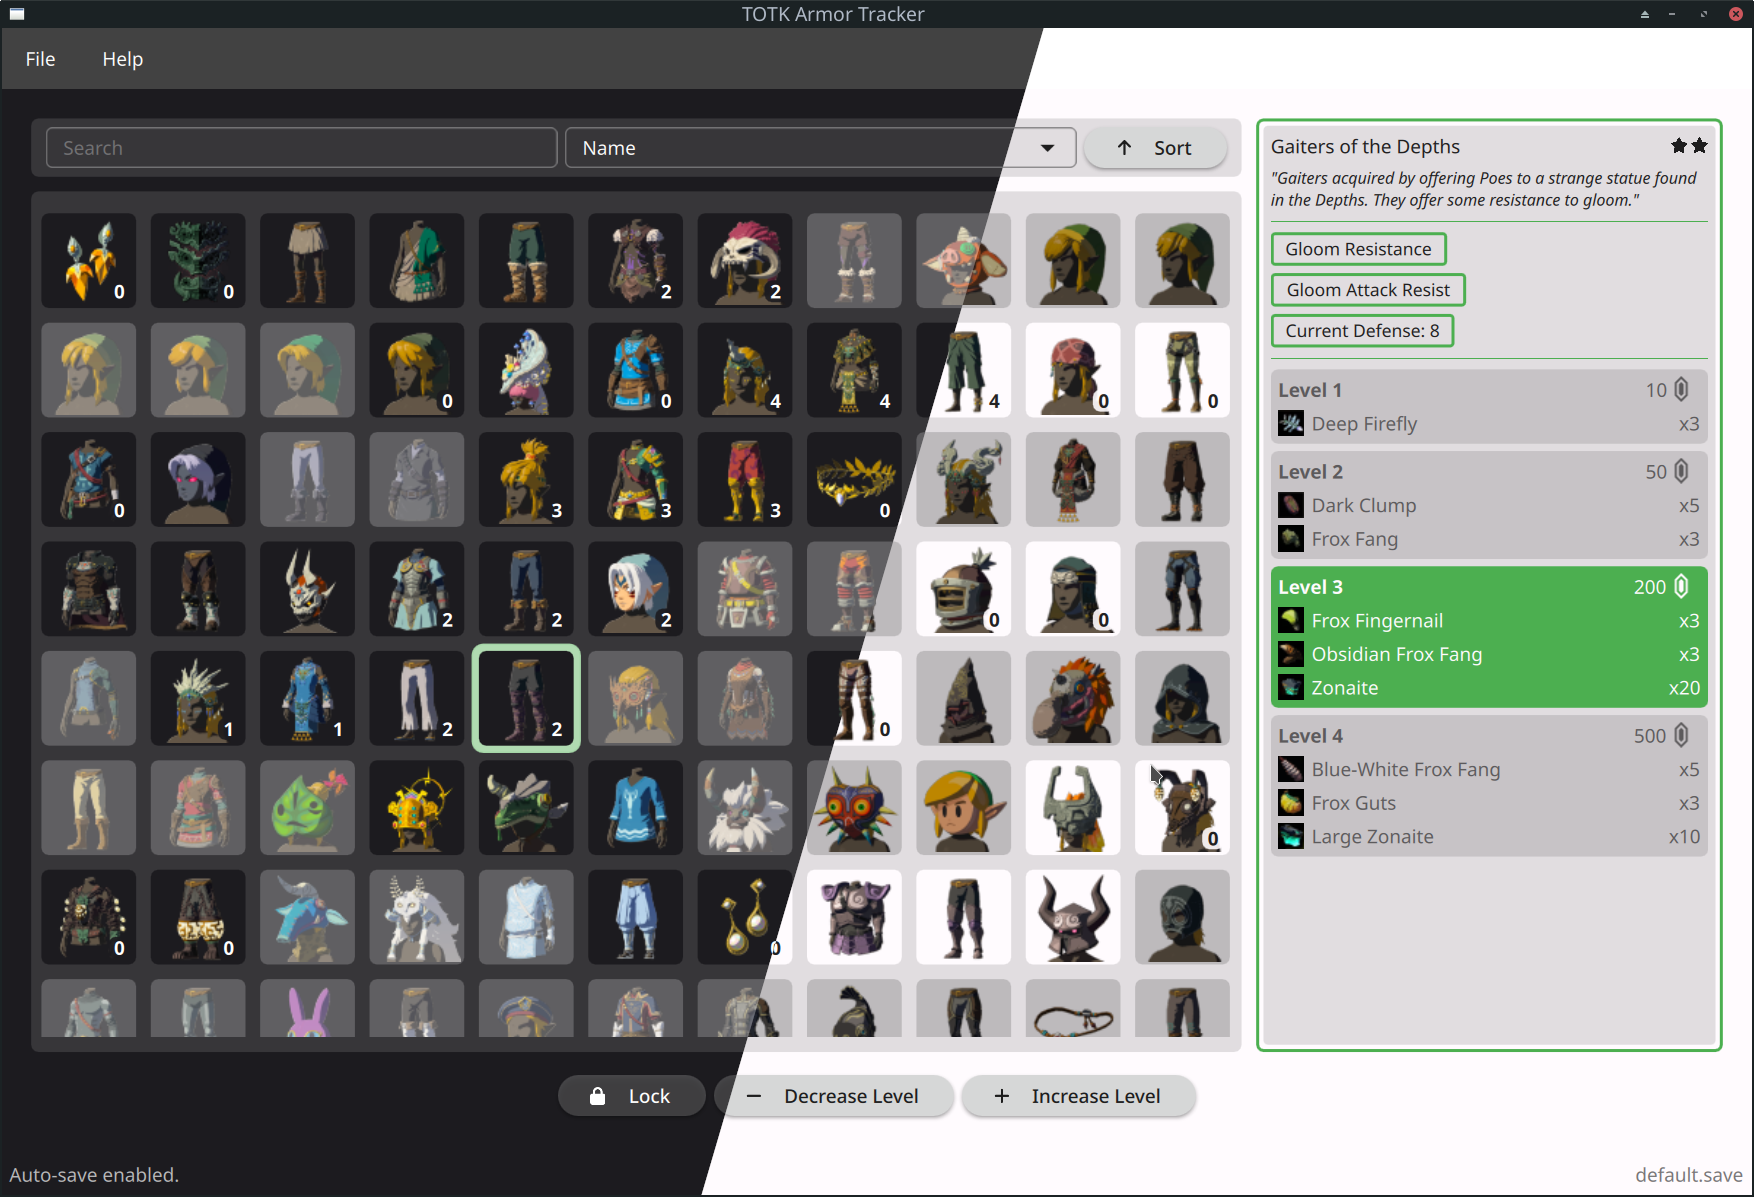 TOTK Armor Tracker
File Help
Search Name Sort
0 0 2 2
0 0 4 4 4 0 0
0 3 3 3 0
2 2 2 0 0
1 1 2 2 0
0
0 0 0
Gaiters of the Depths
"Gaiters acquired by offering Poes to a strange statue found
in the Depths. They offer some resistance to gloom."
Gloom Resistance
Gloom Attack Resist
Current Defense: 8
Level 1 10
Deep Firefly x3
Level 2 50
Dark Clump x5
Frox Fang x3
Level 3 200
Frox Fingernail x3
Obsidian Frox Fang x3
Zonaite x20
Level 4 500
Blue-White Frox Fang x5
Frox Guts x3
Large Zonaite x10
Lock Decrease Level Increase Level
Auto-save enabled. default.save